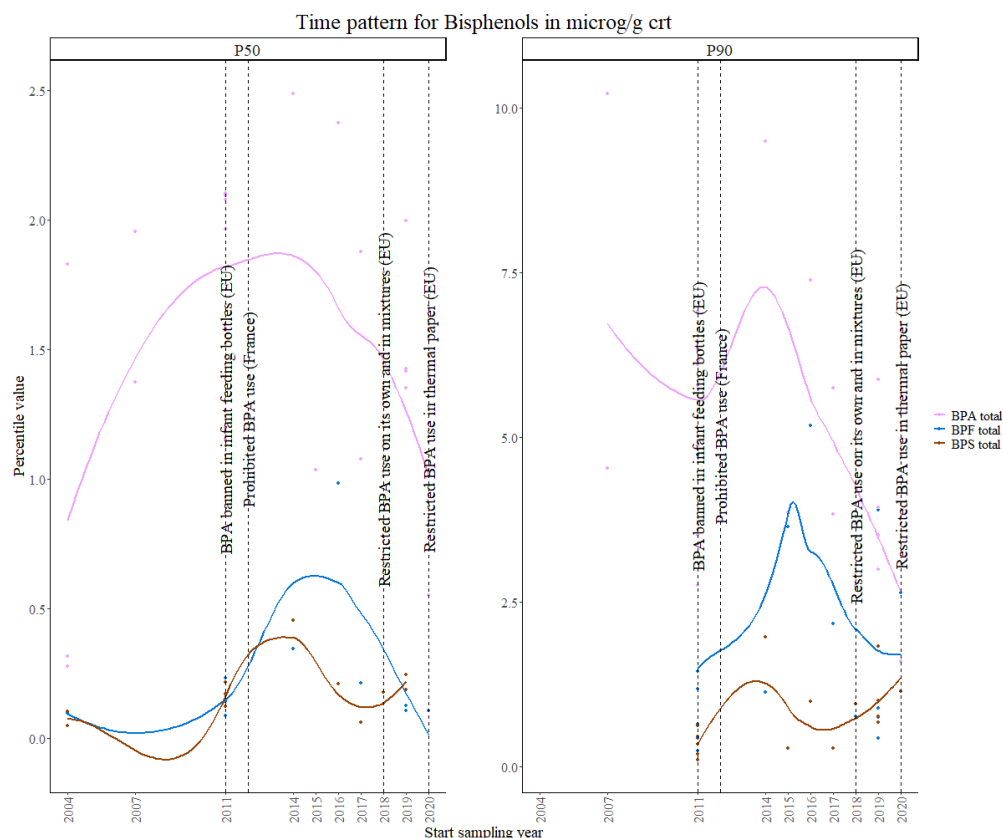 Time pattern for Bisphenols in microg/g crt
P50
P90
Percentile value
2.5
2.0
1.5
1.0
0.5
0.0
10.0
7.5
5.0
2.5
0.0
BPA banned in infant feeding bottles (EU)
Prohibited BPA use (France)
Restricted BPA use on its own and in mixtures (EU)
Restricted BPA use in thermal paper (EU)
BPA banned in infant feeding bottles (EU)
Prohibited BPA use (France)
Restricted BPA use on its own and in mixtures (EU)
Restricted BPA use in thermal paper (EU)
BPA total
BPF total
BPS total
2004 2007 2011 2014 2015 2016 2017 2018 2019 2020
2004 2007 2011 2014 2015 2016 2017 2018 2019 2020
Start sampling year